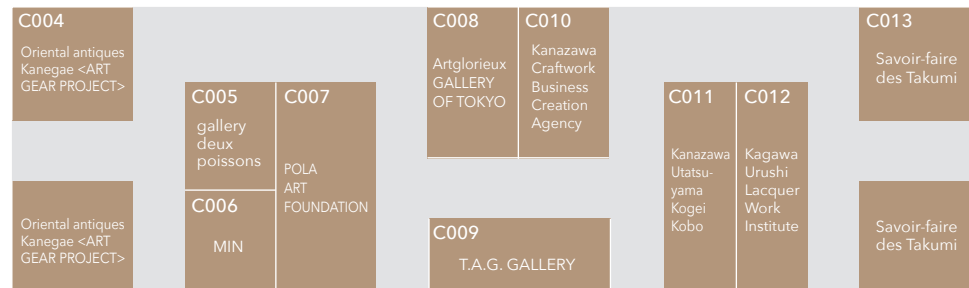 C004
Oriental antiques
Kanegae <ART
GEAR PROJECT>
Oriental antiques
Kanegae <ART
GEAR PROJECT>
C005
gallery
deux
poissons
C006
MIN
C007
POLA
ART
FOUNDATION
C008
Artglorieux
GALLERY
OF TOKYO
C010
Kanazawa
Craftwork
Business
Creation
Agency
C009
T.A.G. GALLERY
C011
Kanazawa
Utatsu-
yama
Kogei
Kobo
C012
Kagawa
Urushi
Lacquer
Work
Institute
C013
Savoir-faire
des Takumi
Savoir-faire
des Takumi